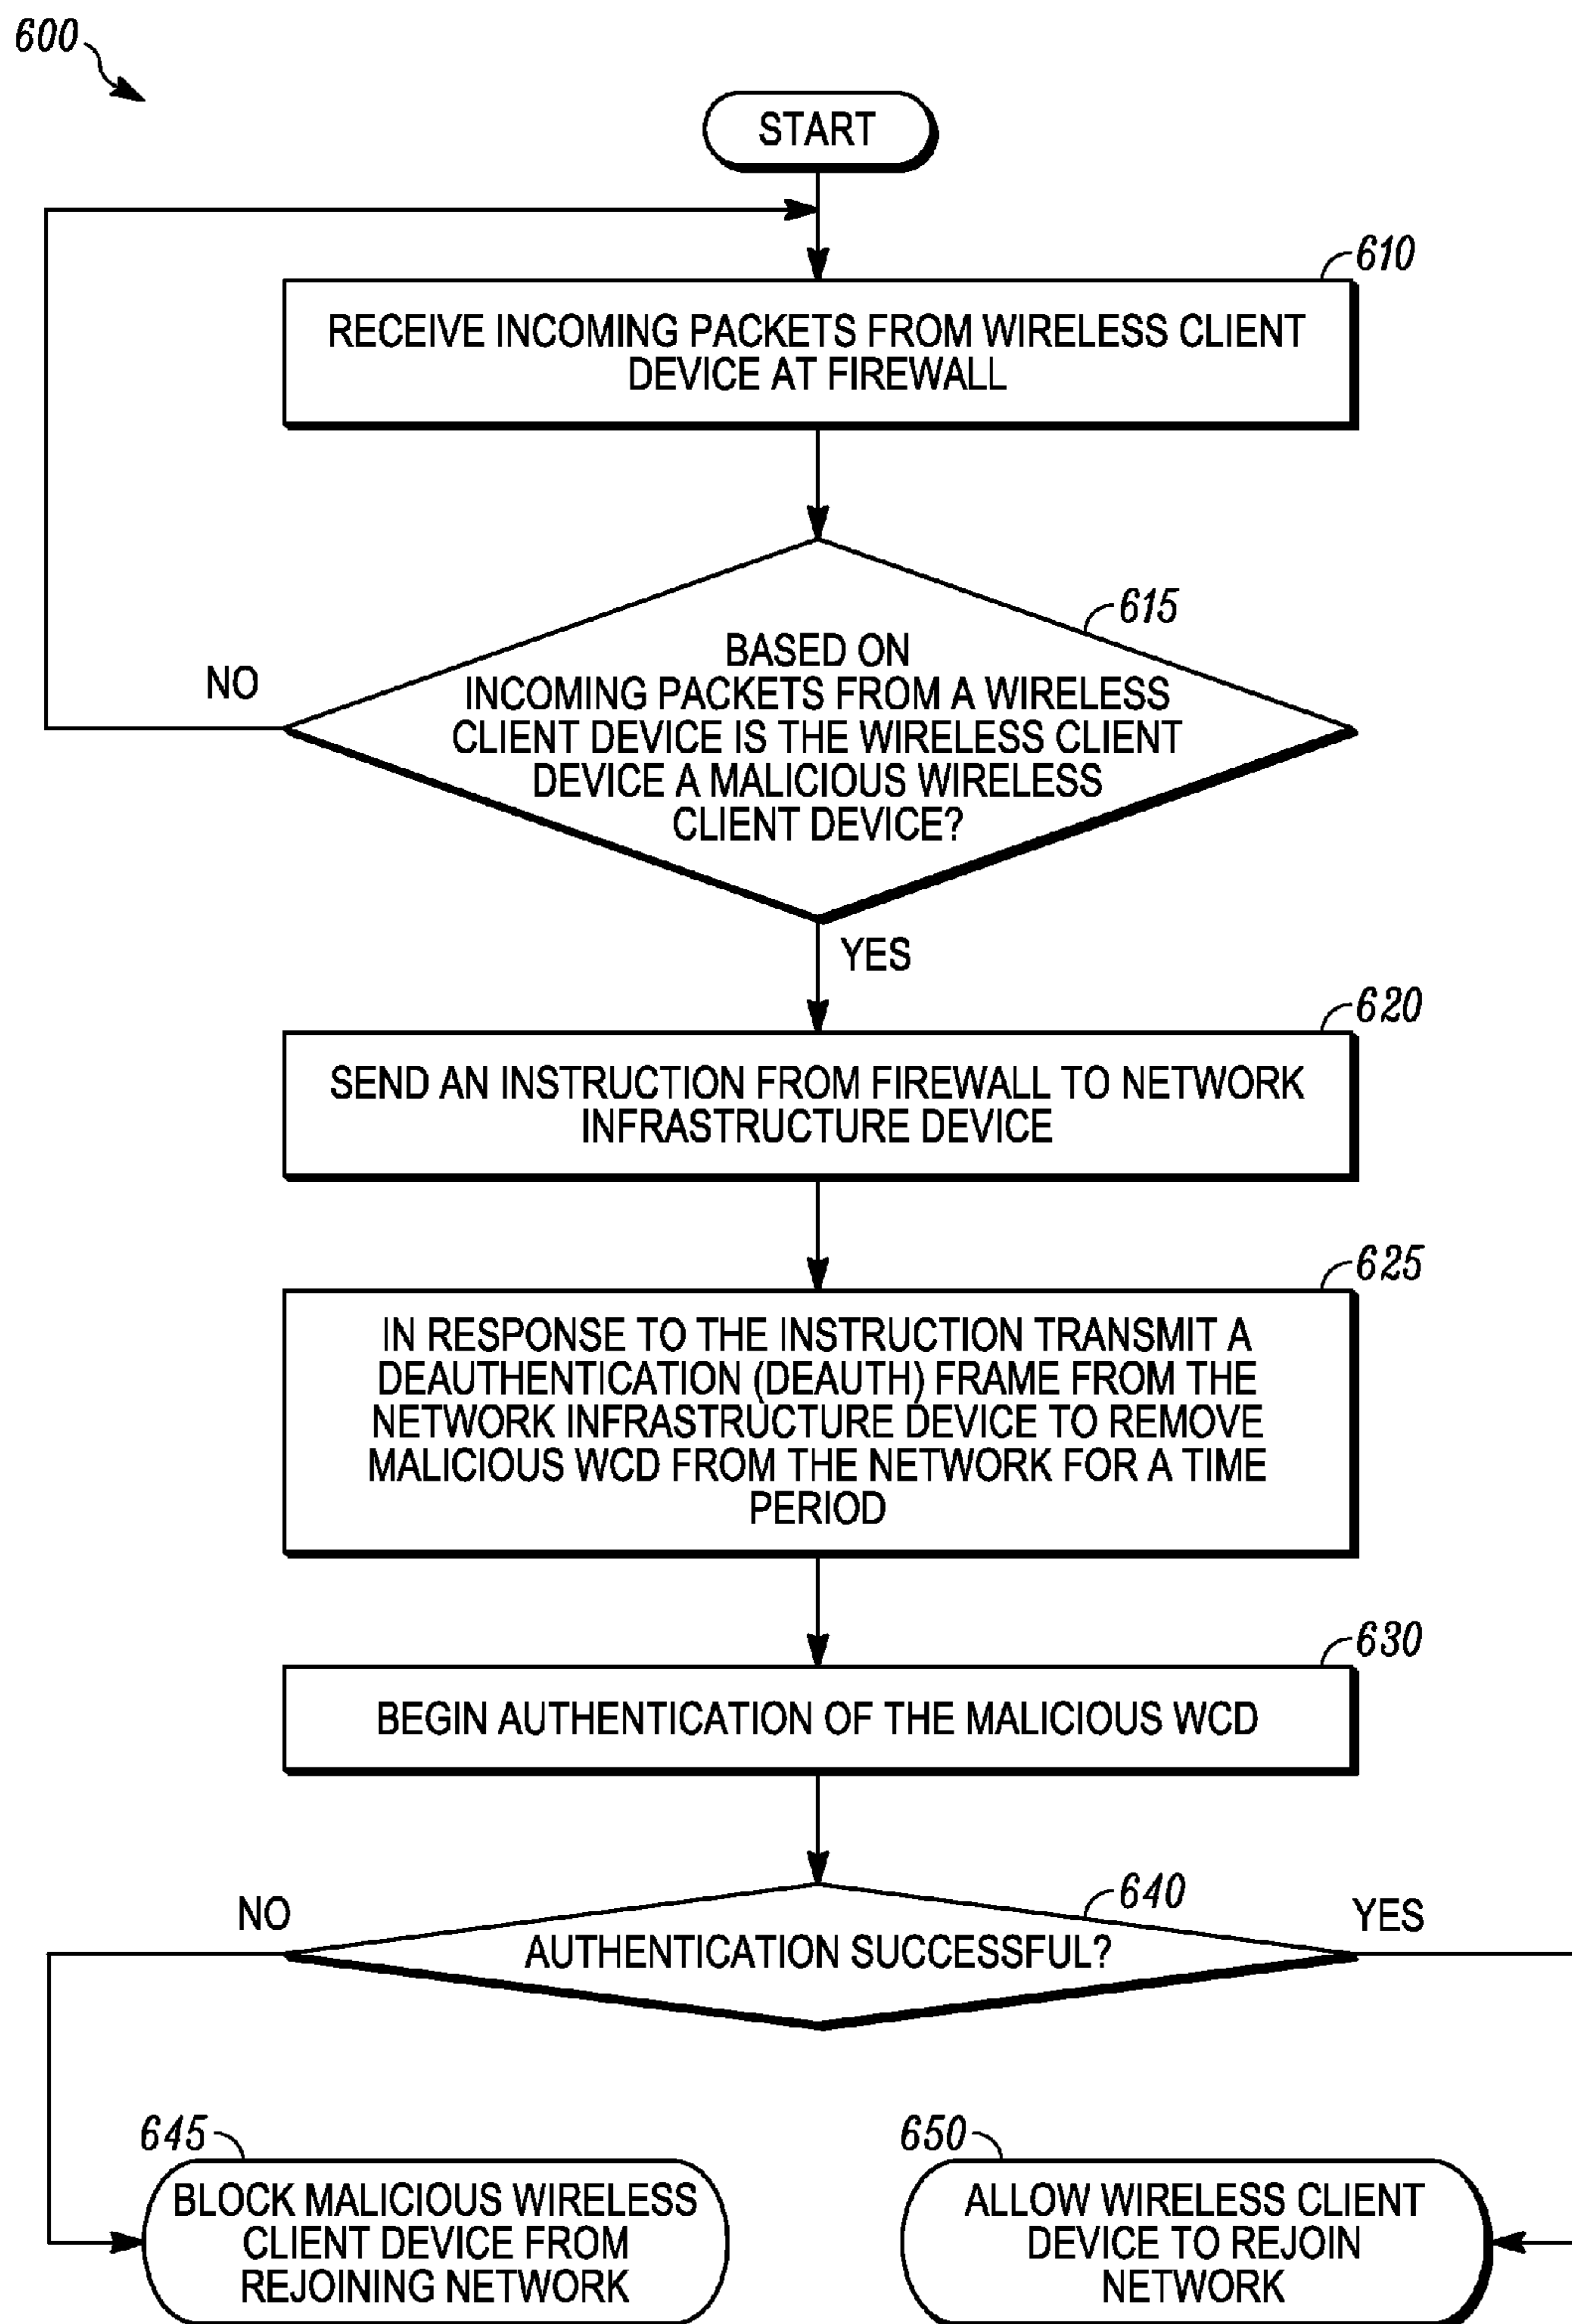 600
START
610
RECEIVE INCOMING PACKETS FROM WIRELESS CLIENT
DEVICE AT FIREWALL
615
BASED ON
INCOMING PACKETS FROM A WIRELESS
CLIENT DEVICE IS THE WIRELESS CLIENT
DEVICE A MALICIOUS WIRELESS
CLIENT DEVICE?
NO
YES
620
SEND AN INSTRUCTION FROM FIREWALL TO NETWORK
INFRASTRUCTURE DEVICE
625
IN RESPONSE TO THE INSTRUCTION TRANSMIT A
DEAUTHENTICATION (DEAUTH) FRAME FROM THE
NETWORK INFRASTRUCTURE DEVICE TO REMOVE
MALICIOUS WCD FROM THE NETWORK FOR A TIME
PERIOD
630
BEGIN AUTHENTICATION OF THE MALICIOUS WCD
640
NO
YES
AUTHENTICATION SUCCESSFUL?
645
BLOCK MALICIOUS WIRELESS
CLIENT DEVICE FROM
REJOINING NETWORK
650
ALLOW WIRELESS CLIENT
DEVICE TO REJOIN
NETWORK